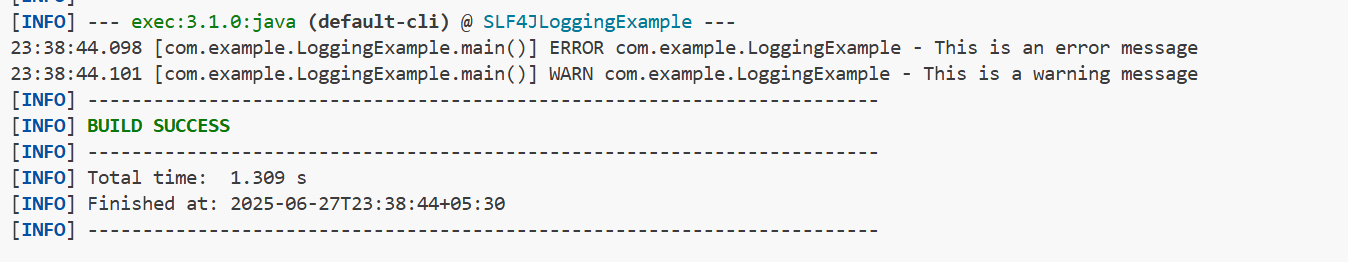 [INFO]
[INFO] --- exec:3.1.0:java (default-cli) @ SLF4JLoggingExample ---
23:38:44.098 [com.example.LoggingExample.main()] ERROR com.example.LoggingExample - This is an error message
23:38:44.101 [com.example.LoggingExample.main()] WARN com.example.LoggingExample - This is a warning message
[INFO] ------------------------------------------------------------------------
[INFO] BUILD SUCCESS
[INFO] ------------------------------------------------------------------------
[INFO] Total time:  1.309 s
[INFO] Finished at: 2025-06-27T23:38:44+05:30
[INFO] ------------------------------------------------------------------------